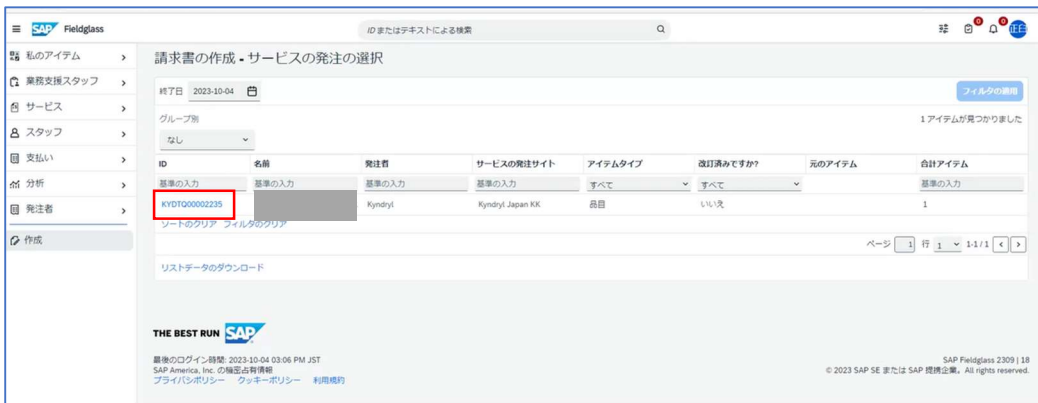 SAP Fieldglass
IDまたはテキストによる検索
0
0
私のアイテム
業務支援スタッフ
サービス
スタッフ
支払い
分析
発注者
作成
請求書の作成 - サービスの発注の選択
終了日 2023-10-04
フィルタの適用
グループ別
1 アイテムが見つかりました
なし
ID 名前 発注者 サービスの発注サイト アイテムタイプ 改訂済みですか? 元のアイテム 合計アイテム
基準の入力 基準の入力 基準の入力 基準の入力 すべて すべて 基準の入力
KYDTQ00002235 Kyndryl Kyndryl Japan KK 品目 いいえ 1
ソートのクリア フィルタのクリア
ページ 1 行 1 1-1 / 1
リストデータのダウンロード
THE BEST RUN SAP
最後のログイン時間: 2023-10-04 03:06 PM JST
SAP America, Inc. の機密占有情報
プライバシポリシー クッキーポリシー 利用規約
SAP Fieldglass 2309 | 18
© 2023 SAP SE または SAP 提携企業。All rights reserved.